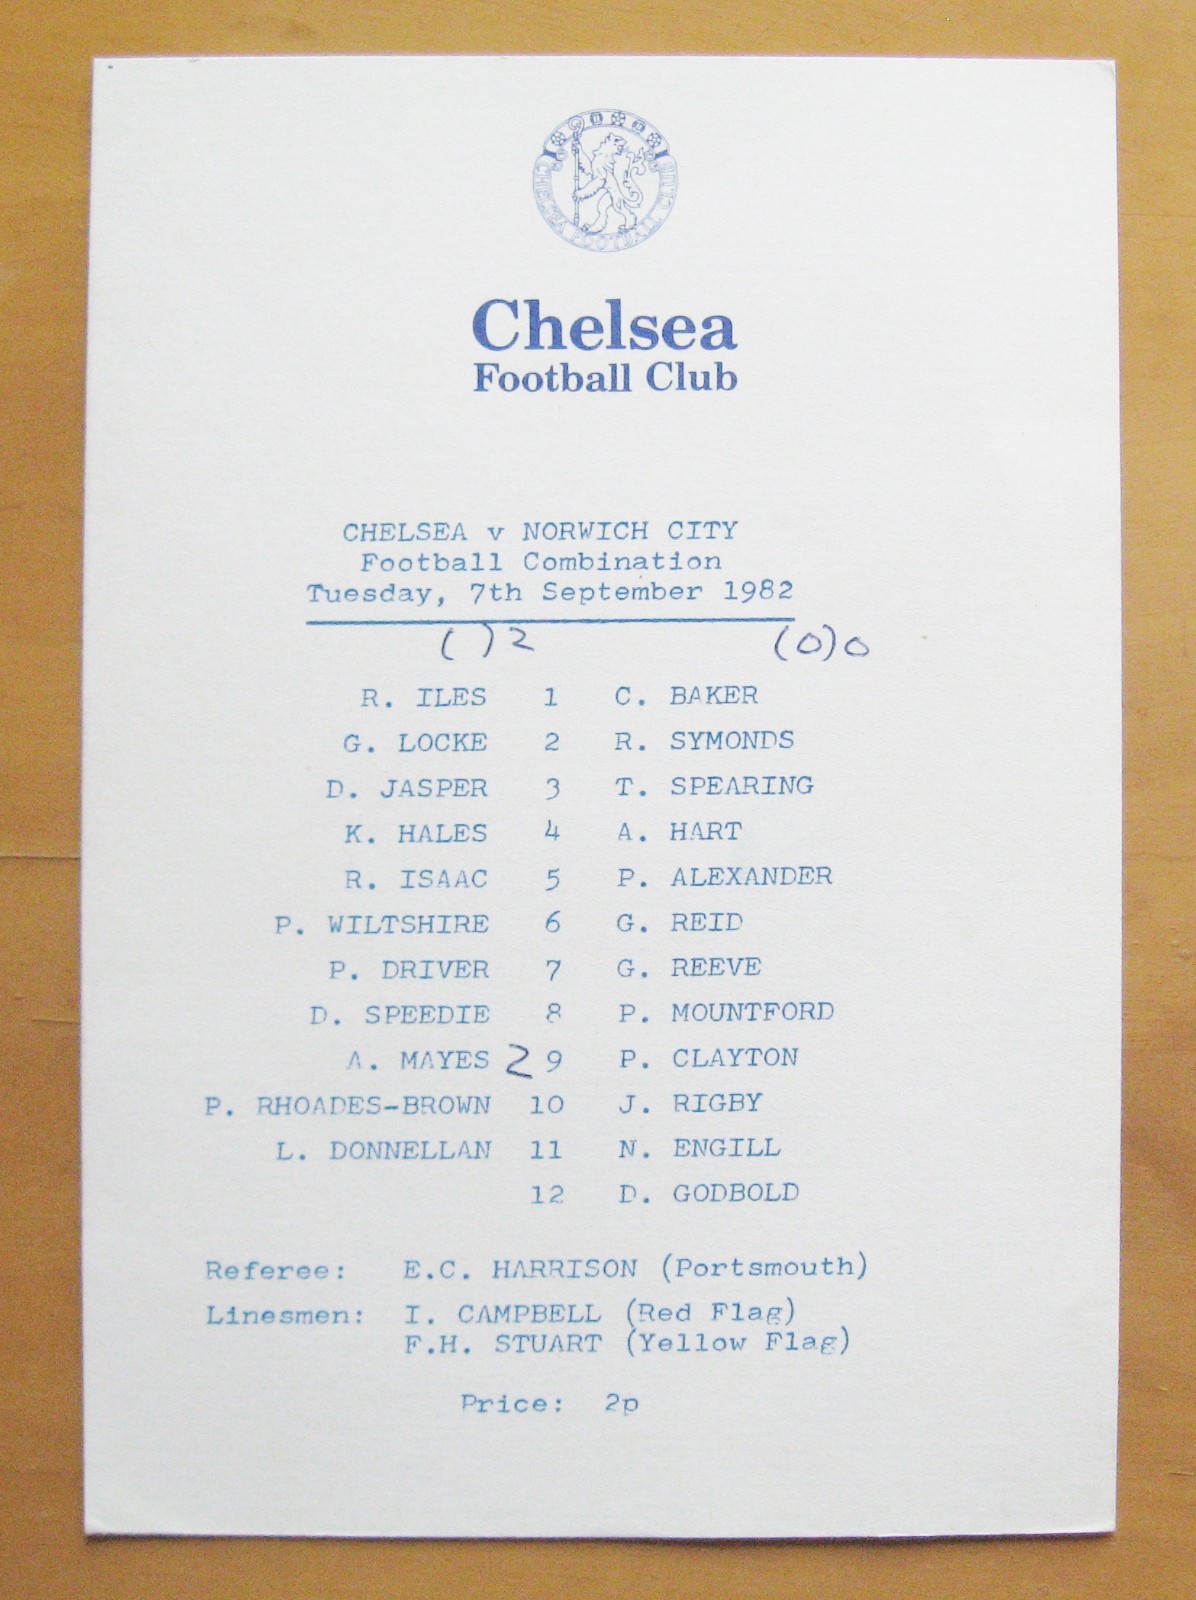 CHELSEA FOOTBALL CLUB
Chelsea
Football Club
CHELSEA v NORWICH CITY
Football Combination
Tuesday, 7th September 1982
( ) 2 (0) 0
R. ILES 1 C. BAKER
G. LOCKE 2 R. SYMONDS
D. JASPER 3 T. SPEARING
K. HALES 4 A. HART
R. ISAAC 5 P. ALEXANDER
P. WILTSHIRE 6 G. REID
P. DRIVER 7 G. REEVE
D. SPEEDIE 8 P. MOUNTFORD
A. MAYES 2 9 P. CLAYTON
P. RHOADES-BROWN 10 J. RIGBY
L. DONNELLAN 11 N. ENGILL
12 D. GODBOLD
Referee: E.C. HARRISON (Portsmouth)
Linesmen: I. CAMPBELL (Red Flag)
F.H. STUART (Yellow Flag)
Price: 2p